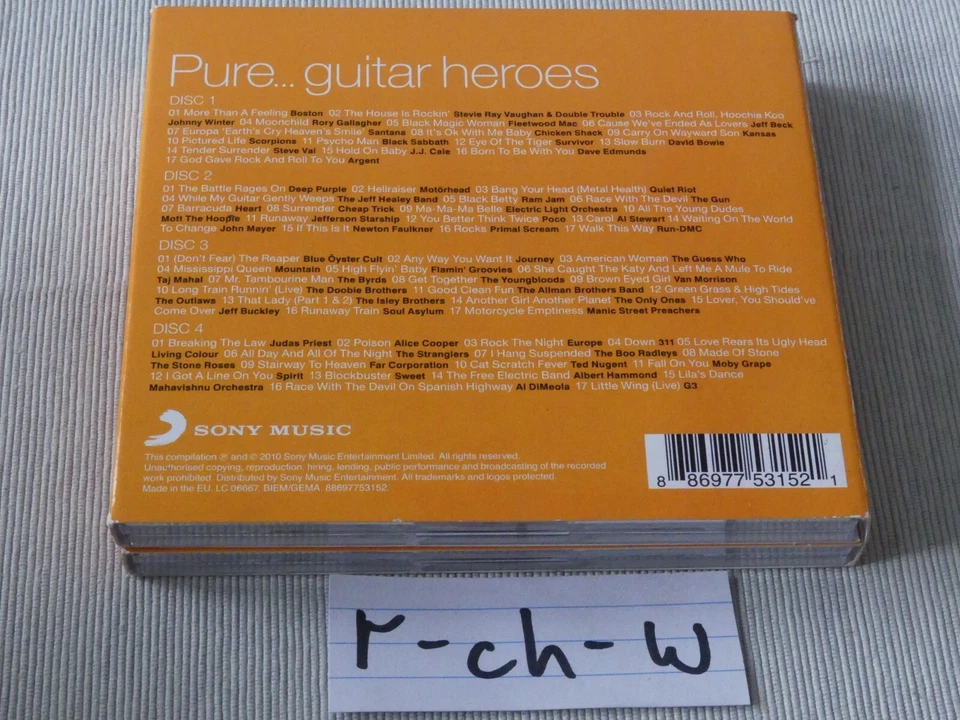 Pure... guitar heroes
DISC 1
01 More Than A Feeling Boston 02 The House Is Rockin' Stevie Ray Vaughan & Double Trouble 03 Rock And Roll, Hoochie Koo
Johnny Winter 04 Moonchild Rory Gallagher 05 Black Magic Woman Fleetwood Mac 06 Cause We've Ended As Lovers Jeff Beck
07 Europa 'Earth's Cry Heaven's Smile' Santana 08 It's Ok With Me Baby Chicken Shack 09 Carry On Wayward Son Kansas
10 Pictured Life Scorpions 11 Psycho Man Black Sabbath 12 Eye Of The Tiger Survivor 13 Slow Burn David Bowie
14 Tender Surrender Steve Vai 15 Hold On Baby J.J. Cale 16 Born To Be With You Dave Edmunds
17 God Gave Rock And Roll To You Argent
DISC 2
01 The Battle Rages On Deep Purple 02 Hellraiser Motörhead 03 Bang Your Head (Metal Health) Quiet Riot
04 While My Guitar Gently Weeps The Jeff Healey Band 05 Black Betty Ram Jam 06 Race With The Devil The Gun
07 Barracuda Heart 08 Surrender Cheap Trick 09 Ma-Ma-Ma Belle Electric Light Orchestra 10 All The Young Dudes
Mott The Hoople 11 Runaway Jefferson Starship 12 You Better Think Twice Poco 13 Carol Al Stewart 14 Waiting On The World
To Change John Mayer 15 If This Is It Newton Faulkner 16 Rocks Primal Scream 17 Walk This Way Run-DMC
DISC 3
01 (Don't Fear) The Reaper Blue Öyster Cult 02 Any Way You Want It Journey 03 American Woman The Guess Who
04 Mississippi Queen Mountain 05 High Flyin' Baby Flamin' Groovies 06 She Caught The Katy And Left Me A Mule To Ride
Taj Mahal 07 Mr. Tambourine Man The Byrds 08 Get Together The Youngbloods 09 Brown Eyed Girl Van Morrison
10 Long Train Runnin' (Live) The Doobie Brothers 11 Good Clean Fun The Allman Brothers Band 12 Green Grass & High Tides
The Outlaws 13 That Lady (Part 1 & 2) The Isley Brothers 14 Another Girl Another Planet The Only Ones 15 Lover, You Should've
Come Over Jeff Buckley 16 Runaway Train Soul Asylum 17 Motorcycle Emptiness Manic Street Preachers
DISC 4
01 Breaking The Law Judas Priest 02 Poison Alice Cooper 03 Rock The Night Europe 04 Down 311 05 Love Rears Its Ugly Head
Living Colour 06 All Day And All Of The Night The Stranglers 07 I Hang Suspended The Boo Radleys 08 Made Of Stone
The Stone Roses 09 Stairway To Heaven Far Corporation 10 Cat Scratch Fever Ted Nugent 11 Fall On You Moby Grape
12 I Got A Line On You Spirit 13 Blockbuster Sweet 14 The Free Electric Band Albert Hammond 15 Lila's Dance
Mahavishnu Orchestra 16 Race With The Devil On Spanish Highway Al DiMeola 17 Little Wing (Live) G3
SONY MUSIC
This compilation ℗ and © 2010 Sony Music Entertainment Limited. All rights reserved.
Unauthorised copying, reproduction, hiring, lending, public performance and broadcasting of the recorded
work prohibited. Distributed by Sony Music Entertainment. All trademarks and logos protected.
Made in the EU. LC 06667. BIEM/GEMA. 88697753152.
8 86977 53152 1
r-ch-w